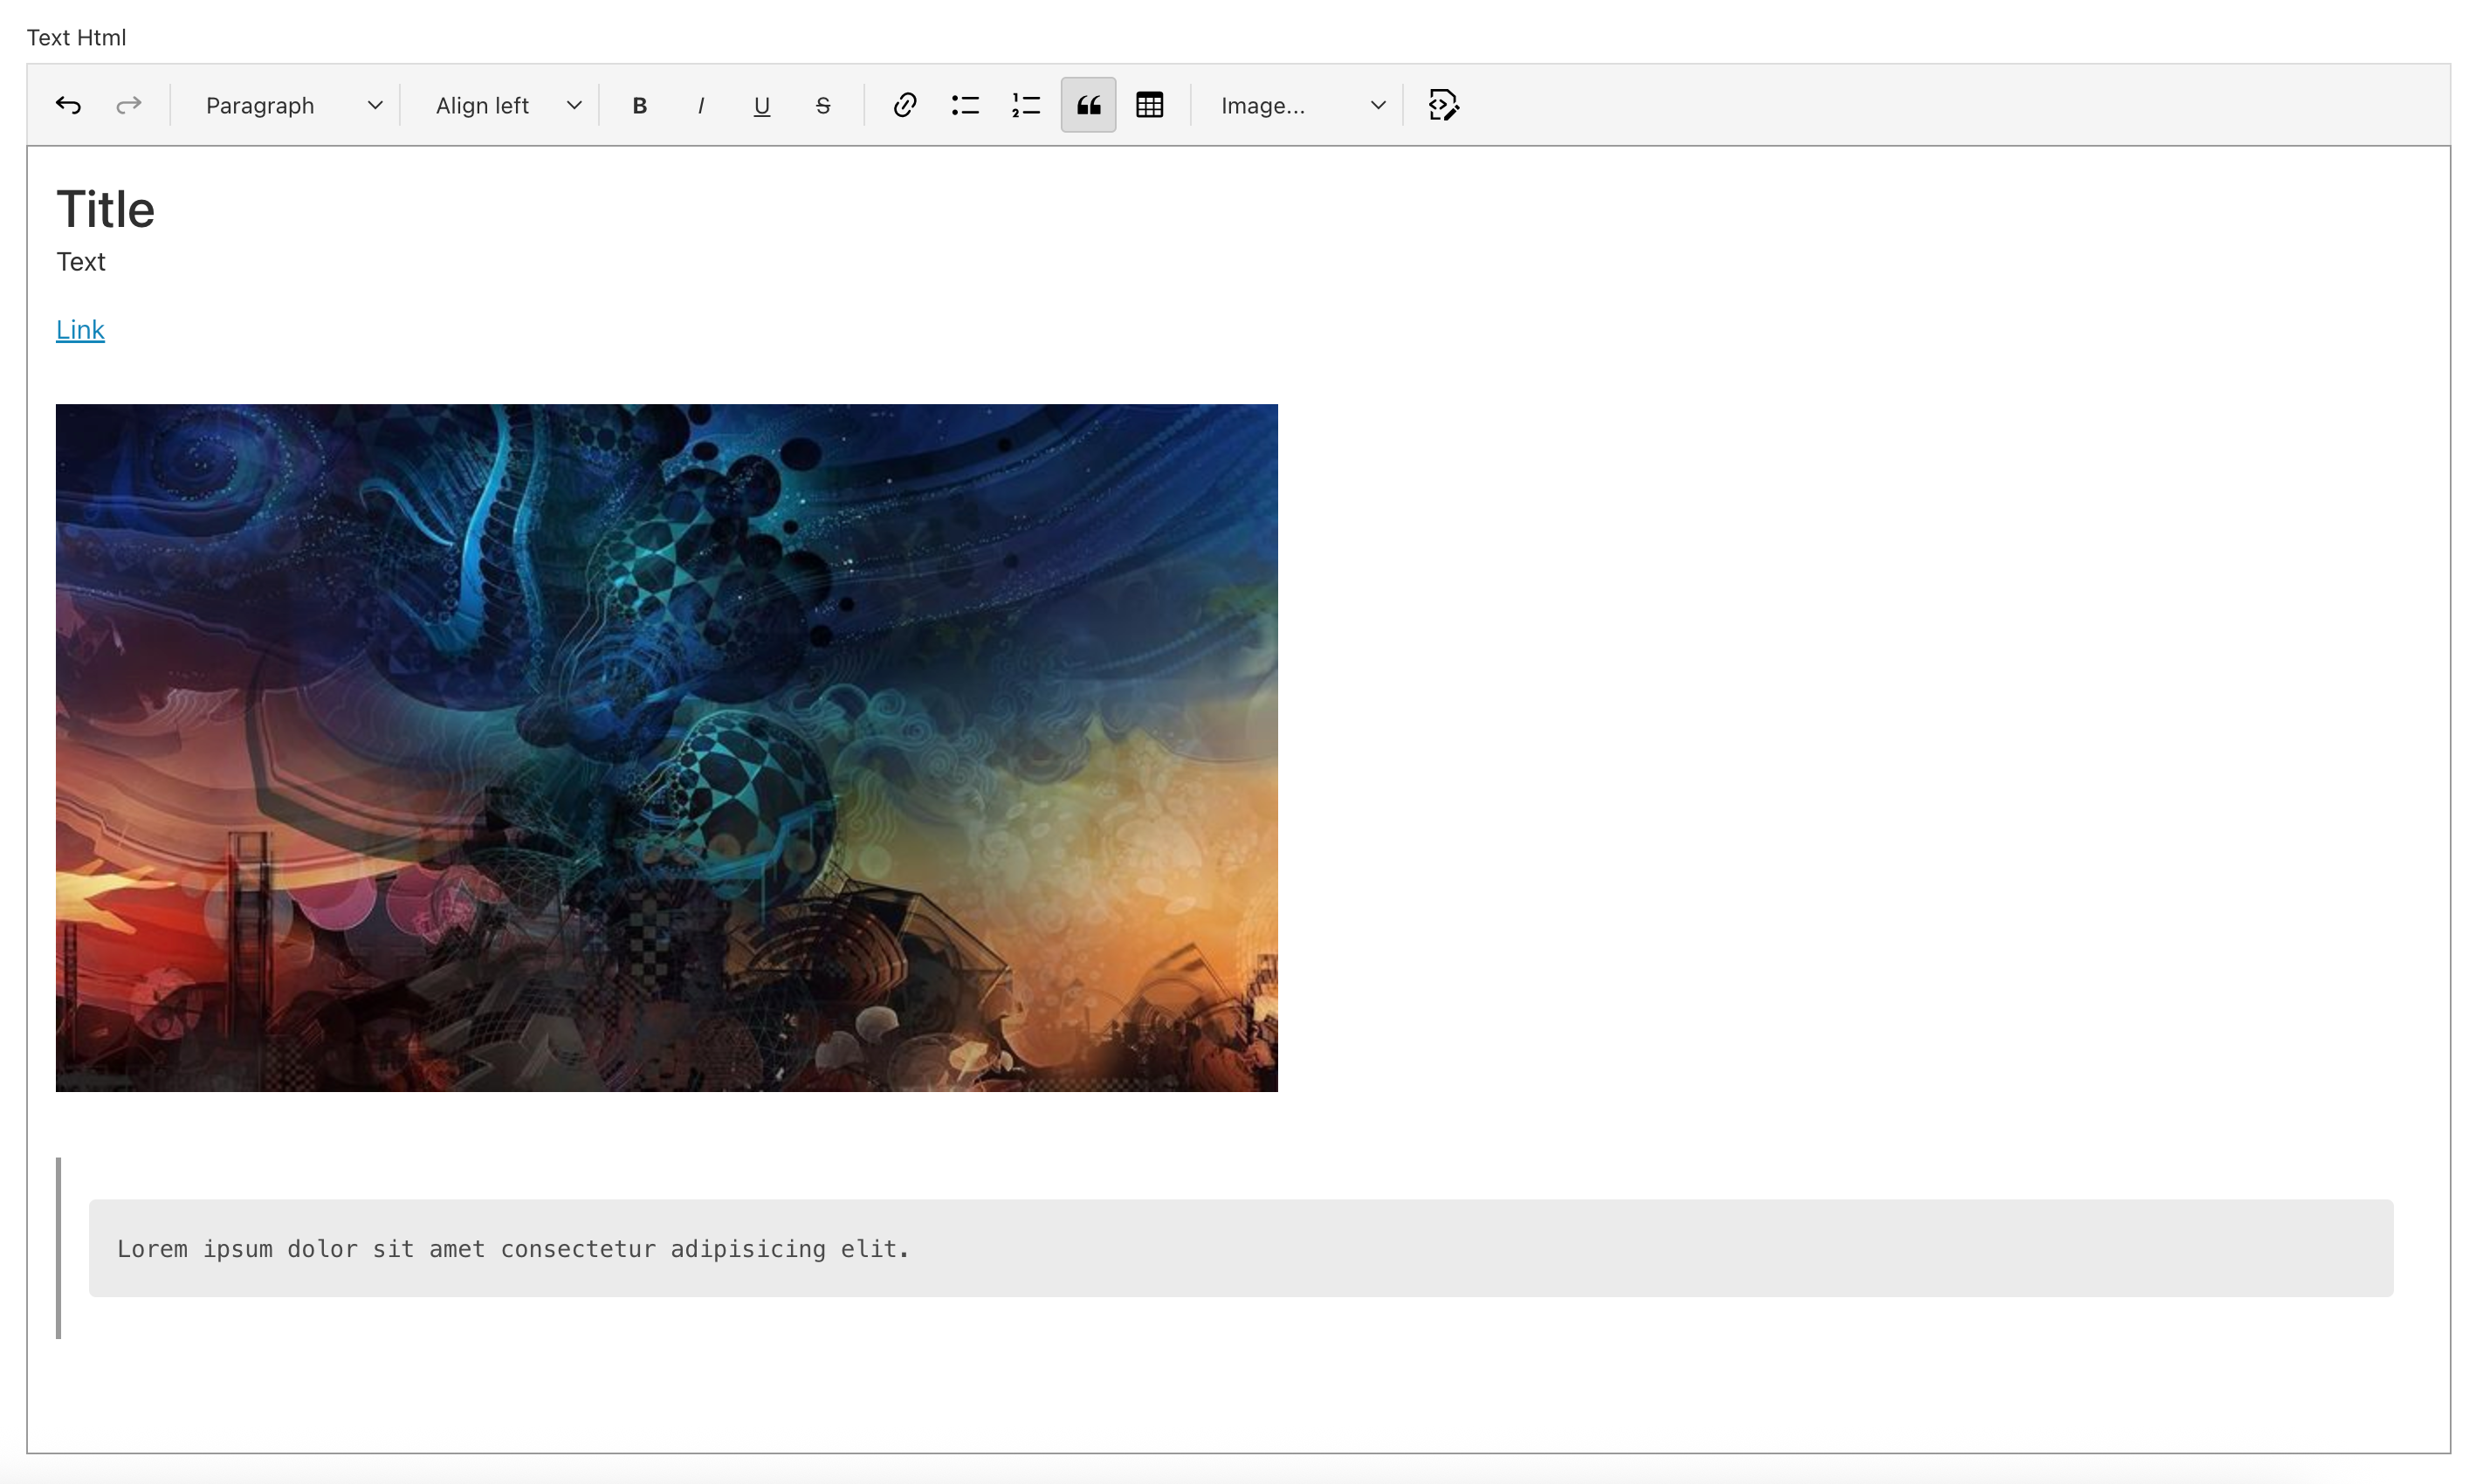 Text Html
Paragraph Align left B I U S Image...
Title
Text
Link
Lorem ipsum dolor sit amet consectetur adipisicing elit.